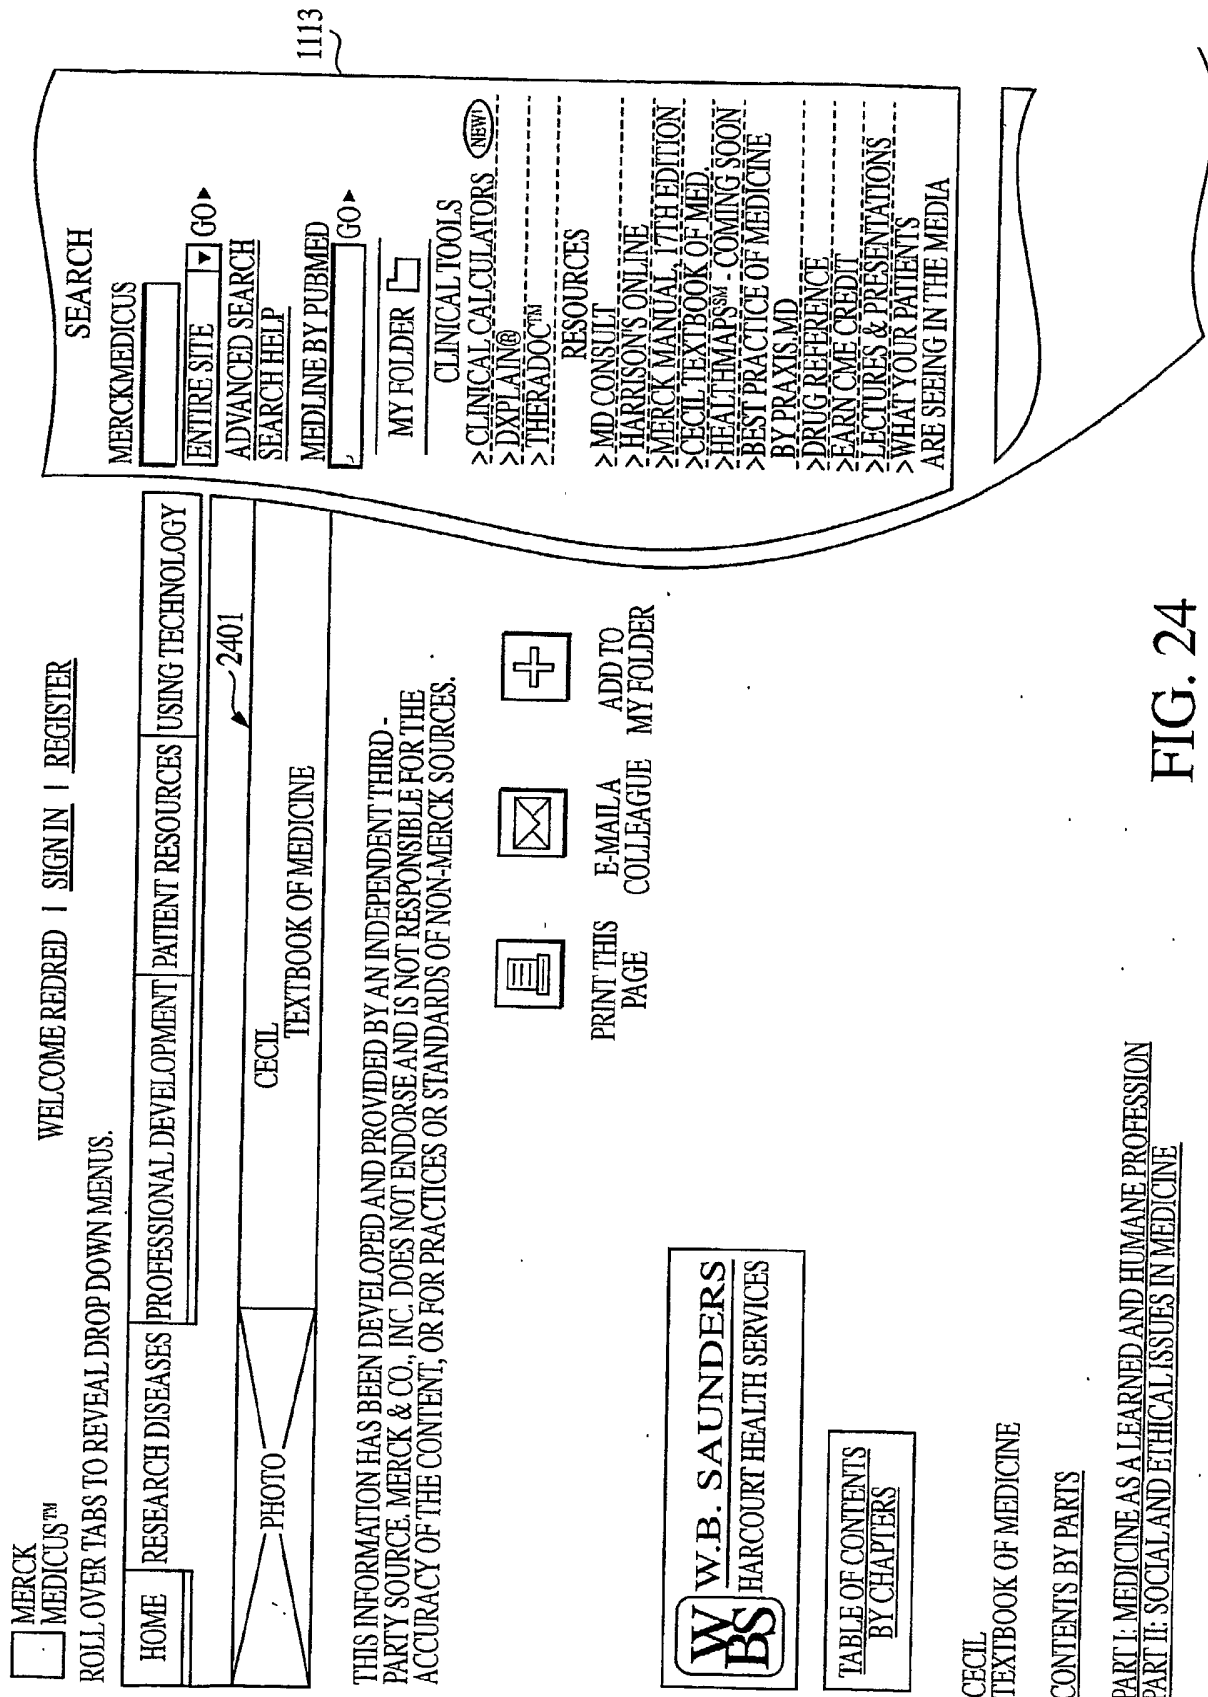 MERCK
MEDICUS™
WELCOME REDRED | SIGN IN | REGISTER
ROLL OVER TABS TO REVEAL DROP DOWN MENUS.
HOME
RESEARCH DISEASES
PROFESSIONAL DEVELOPMENT
PATIENT RESOURCES
USING TECHNOLOGY
2401
PHOTO
CECIL
TEXTBOOK OF MEDICINE
THIS INFORMATION HAS BEEN DEVELOPED AND PROVIDED BY AN INDEPENDENT THIRD -
PARTY SOURCE. MERCK & CO., INC. DOES NOT ENDORSE AND IS NOT RESPONSIBLE FOR THE
ACCURACY OF THE CONTENT, OR FOR PRACTICES OR STANDARDS OF NON-MERCK SOURCES.
PRINT THIS
PAGE
E-MAIL A
COLLEAGUE
ADD TO
MY FOLDER
WBS
W.B. SAUNDERS
HARCOURT HEALTH SERVICES
TABLE OF CONTENTS
BY CHAPTERS
CECIL
TEXTBOOK OF MEDICINE
CONTENTS BY PARTS
PART I: MEDICINE AS A LEARNED AND HUMANE PROFESSION
PART II: SOCIAL AND ETHICAL ISSUES IN MEDICINE
1113
SEARCH
MERCKMEDICUS
ENTIRE SITE ▼ GO►
ADVANCED SEARCH
SEARCH HELP
MEDLINE BY PUBMED
GO►
MY FOLDER
CLINICAL TOOLS
>CLINICAL CALCULATORS NEW!
> DXPLAIN®
> THERADOC™
RESOURCES
> MD CONSULT
> HARRISON'S ONLINE
>MERCK MANUAL, 17TH EDITION
>CECIL TEXTBOOK OF MED.
>HEALTHMAPS℠ - COMING SOON
>BEST PRACTICE OF MEDICINE
BY PRAXIS.MD
>DRUG REFERENCE
>EARN CME CREDIT
>LECTURES & PRESENTATIONS
> WHAT YOUR PATIENTS
ARE SEEING IN THE MEDIA
FIG. 24